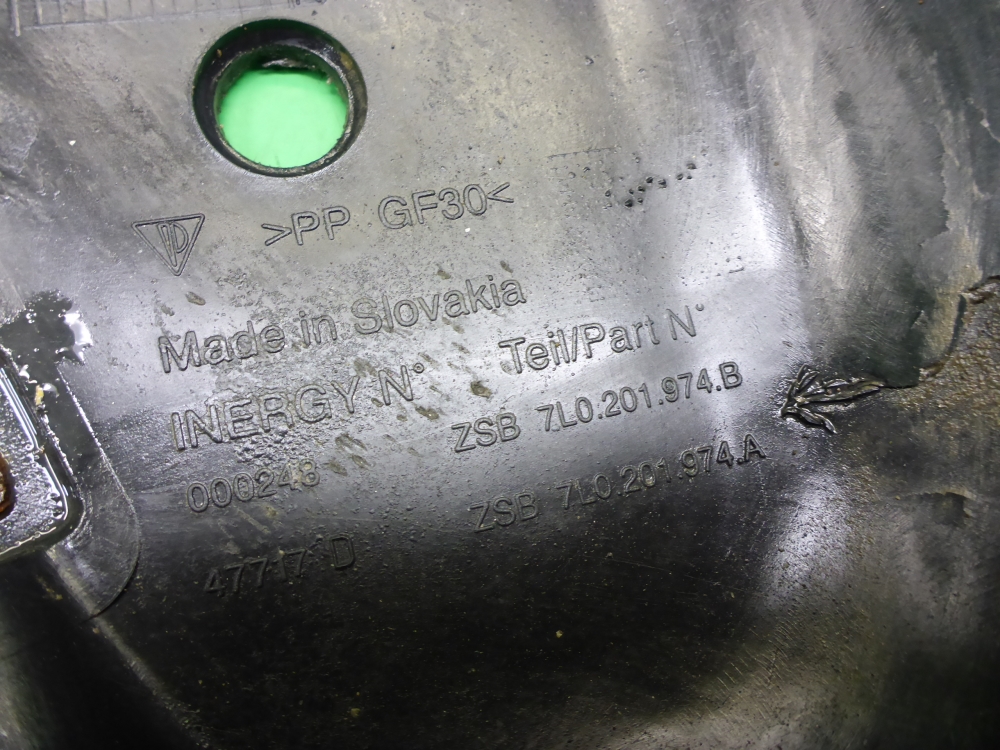 >PP GF30<
Made in Slovakia
INERGY N° Teil/Part N°
000248 ZSB 7L0.201.974.B
47717 D ZSB 7L0.201.974.A